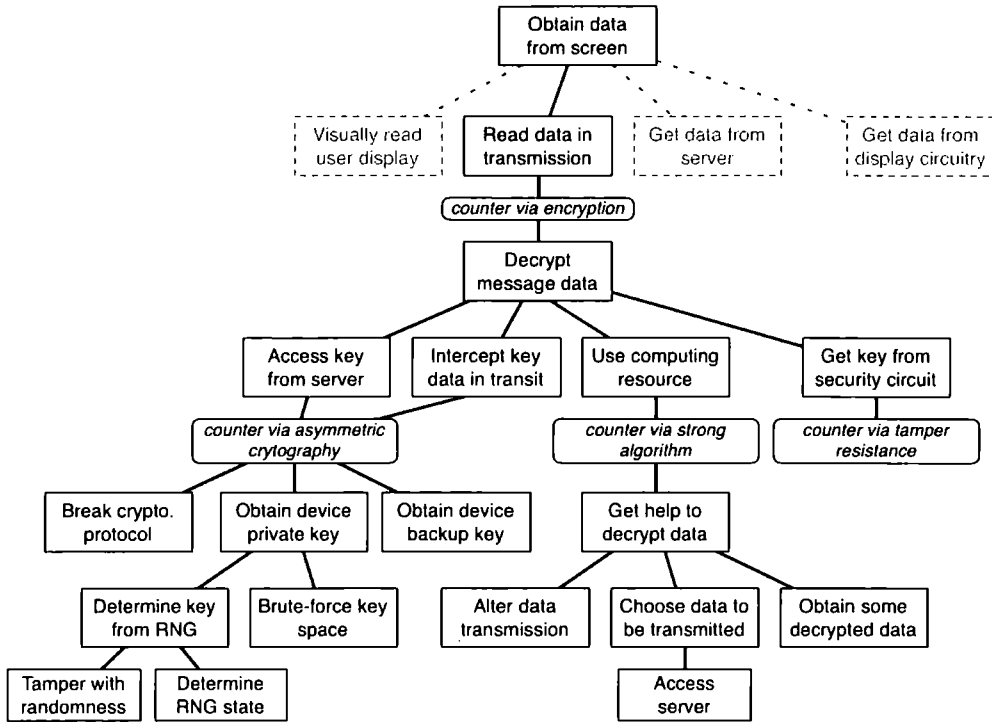 Obtain data
from screen
Visually read
user display
Read data in
transmission
Get data from
server
Get data from
display circuitry
counter via encryption
Decrypt
message data
Access key
from server
Intercept key
data in transit
Use computing
resource
Get key from
security circuit
counter via asymmetric
crytography
counter via strong
algorithm
counter via tamper
resistance
Break crypto.
protocol
Obtain device
private key
Obtain device
backup key
Get help to
decrypt data
Determine key
from RNG
Brute-force key
space
Alter data
transmission
Choose data to
be transmitted
Obtain some
decrypted data
Tamper with
randomness
Determine
RNG state
Access
server